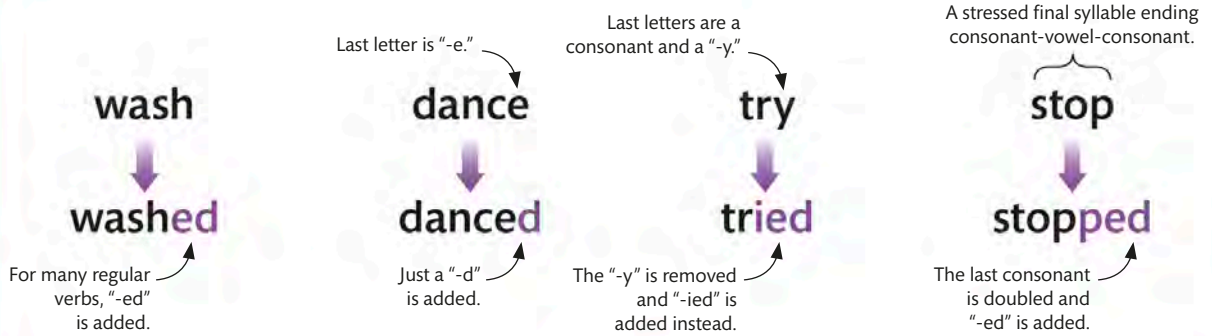 wash
washed
For many regular
verbs, "-ed"
is added.
Last letter is "-e."
dance
danced
Just a "-d"
is added.
Last letters are a
consonant and a "-y."
try
tried
The "-y" is removed
and "-ied" is
added instead.
A stressed final syllable ending
consonant-vowel-consonant.
stop
stopped
The last consonant
is doubled and
"-ed" is added.